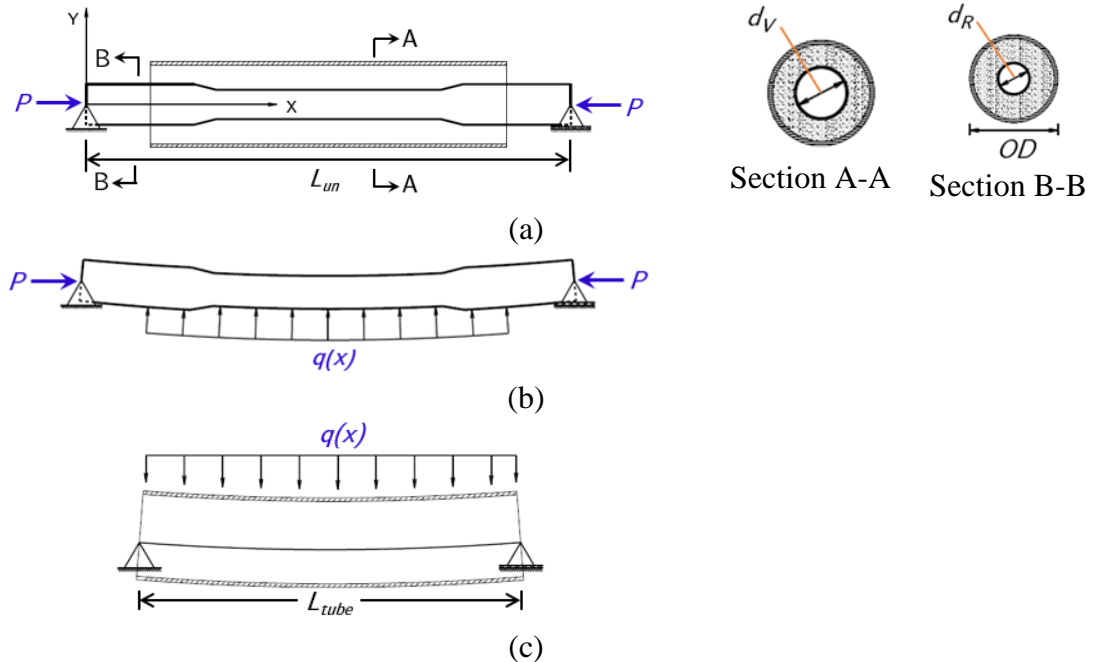 Y
B
A
d_V
d_R
P
X
P
B
L_un
A
OD
Section A-A
Section B-B
(a)
P
P
q(x)
(b)
q(x)
L_tube
(c)